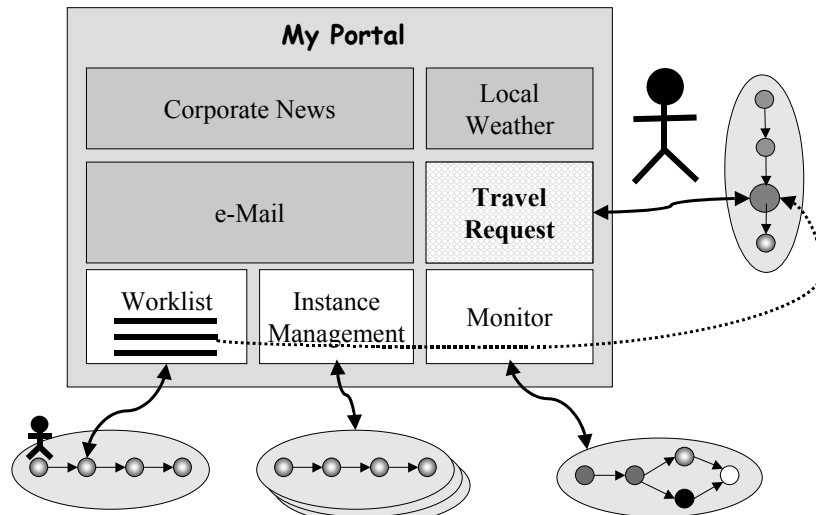 My Portal
Corporate News
Local
Weather
e-Mail
Travel
Request
Worklist
Instance
Management
Monitor